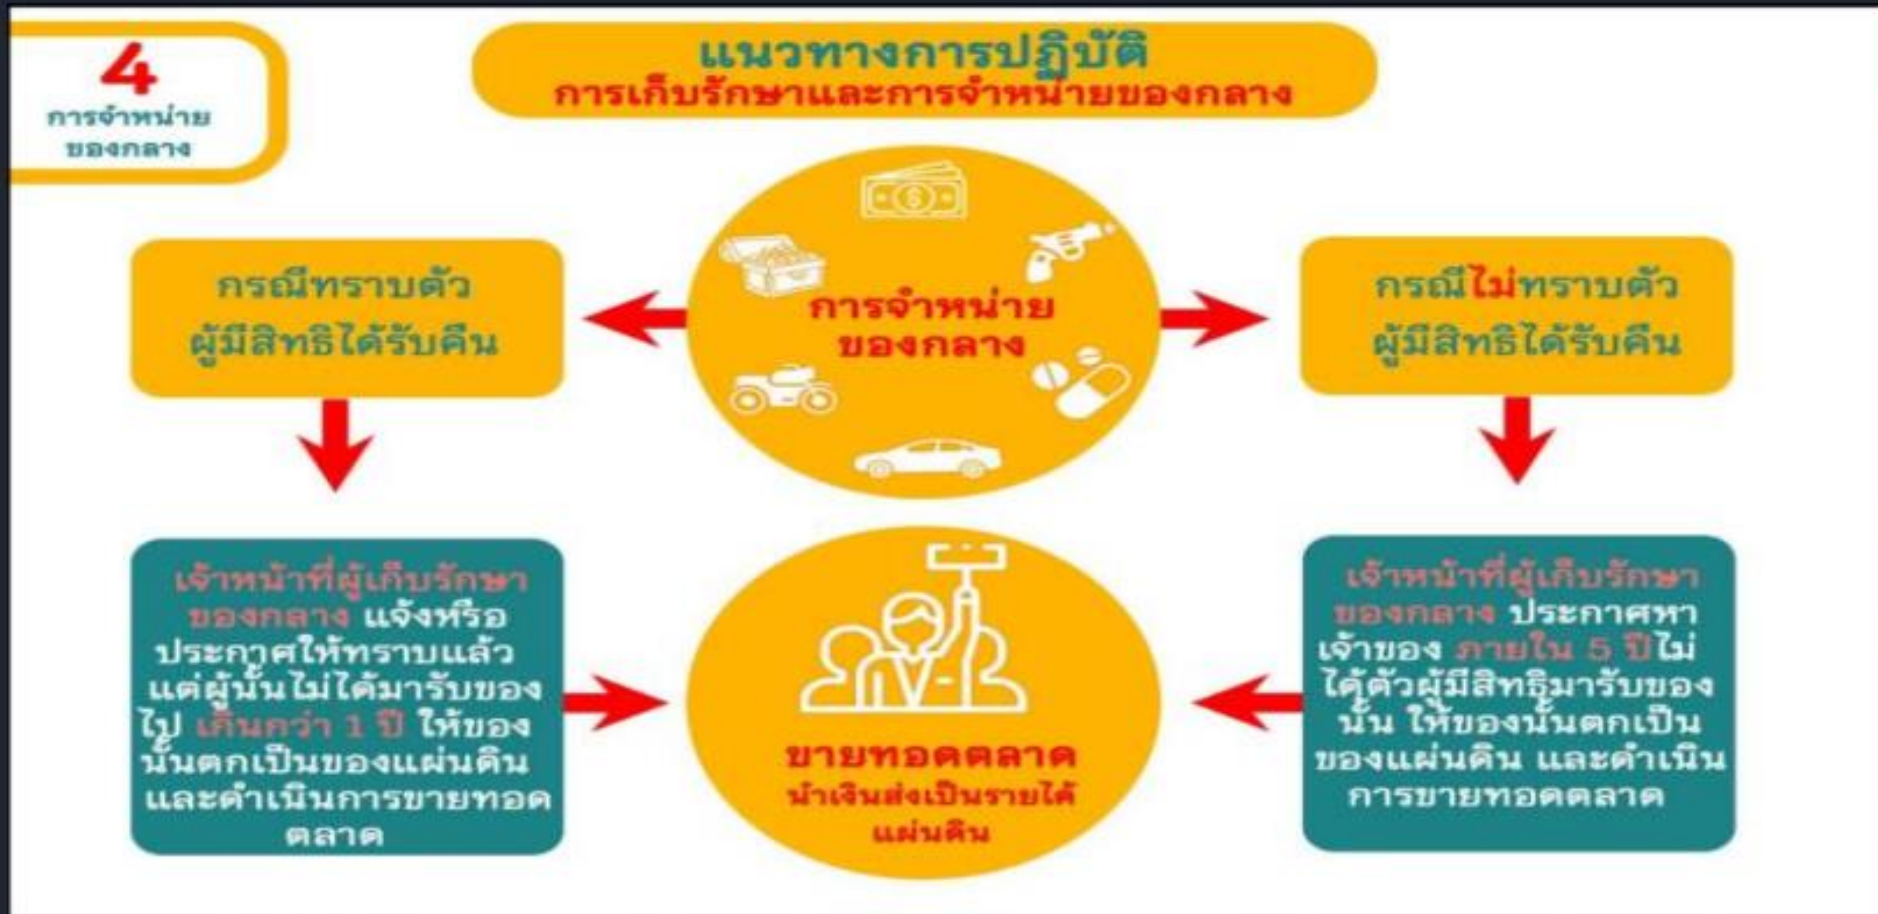 4
การจำหน่าย
ของกลาง
แนวทางการปฏิบัติ
การเก็บรักษาและการจำหน่ายของกลาง
การจำหน่าย
ของกลาง
กรณีทราบตัว
ผู้มีสิทธิได้รับคืน
กรณีไม่ทราบตัว
ผู้มีสิทธิได้รับคืน
เจ้าหน้าที่ผู้เก็บรักษา
ของกลาง แจ้งหรือ
ประกาศให้ทราบแล้ว
แต่ผู้นั้นไม่ได้มารับของ
ไป เกินกว่า 1 ปี ให้ของ
นั้นตกเป็นของแผ่นดิน
และดำเนินการขายทอด
ตลาด
ขายทอดตลาด
นำเงินส่งเป็นรายได้
แผ่นดิน
เจ้าหน้าที่ผู้เก็บรักษา
ของกลาง ประกาศหา
เจ้าของ ภายใน 5 ปีไม่
ได้ตัวผู้มีสิทธิมารับของ
นั้น ให้ของนั้นตกเป็น
ของแผ่นดิน และดำเนิน
การขายทอดตลาด